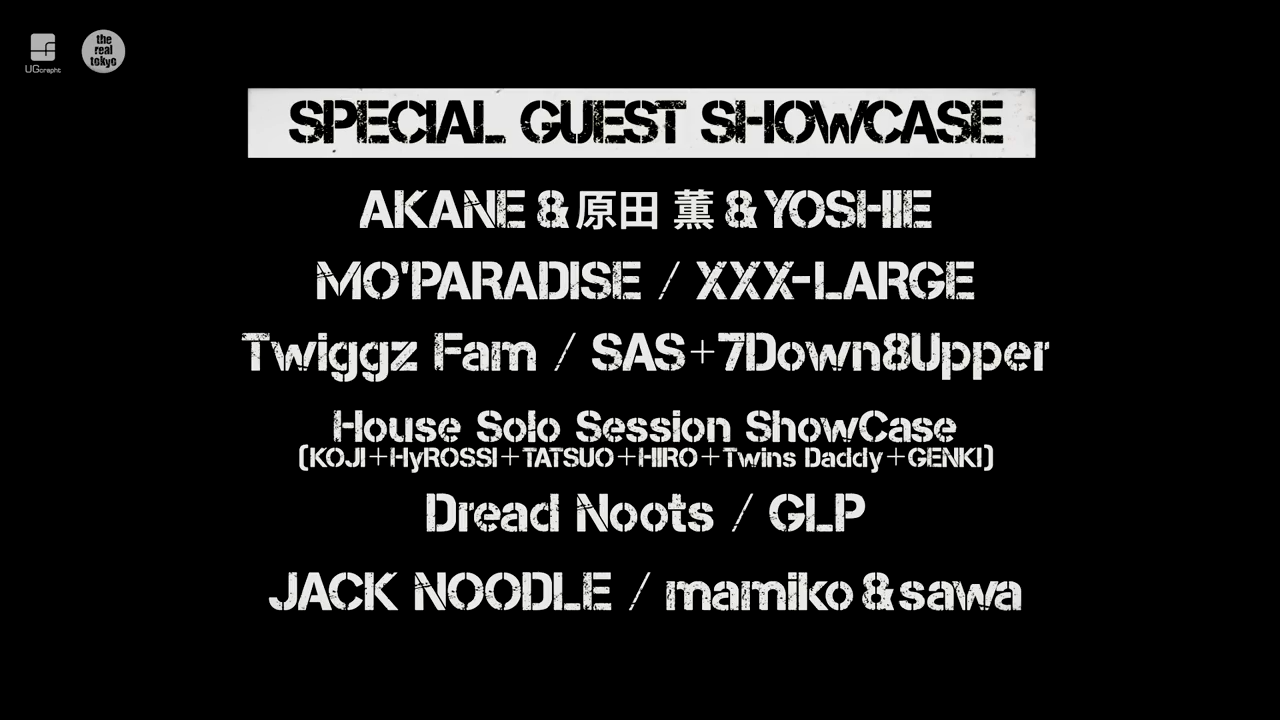 UGcrapht
the
real
tokyo
SPECIAL GUEST SHOWCASE
AKANE & 原田 薫 & YOSHIE
MO'PARADISE / XXX-LARGE
Twiggz Fam / SAS+7Down8Upper
House Solo Session ShowCase
(KOJI+HyROSSI+TATSUO+HIRO+Twins Daddy+GENKI)
Dread Noots / GLP
JACK NOODLE / mamiko & sawa